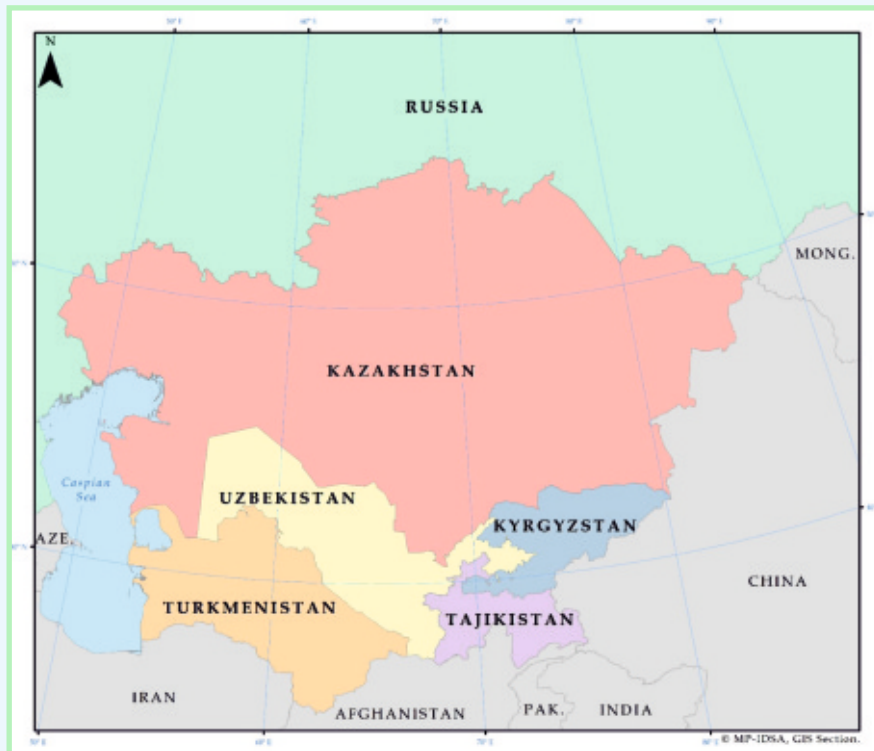 N
RUSSIA
MONG.
KAZAKHSTAN
Caspian
Sea
UZBEKISTAN
KYRGYZSTAN
AZE.
CHINA
TURKMENISTAN
TAJIKISTAN
IRAN
AFGHANISTAN
PAK.
INDIA
© MP-IDSA, GIS Section.